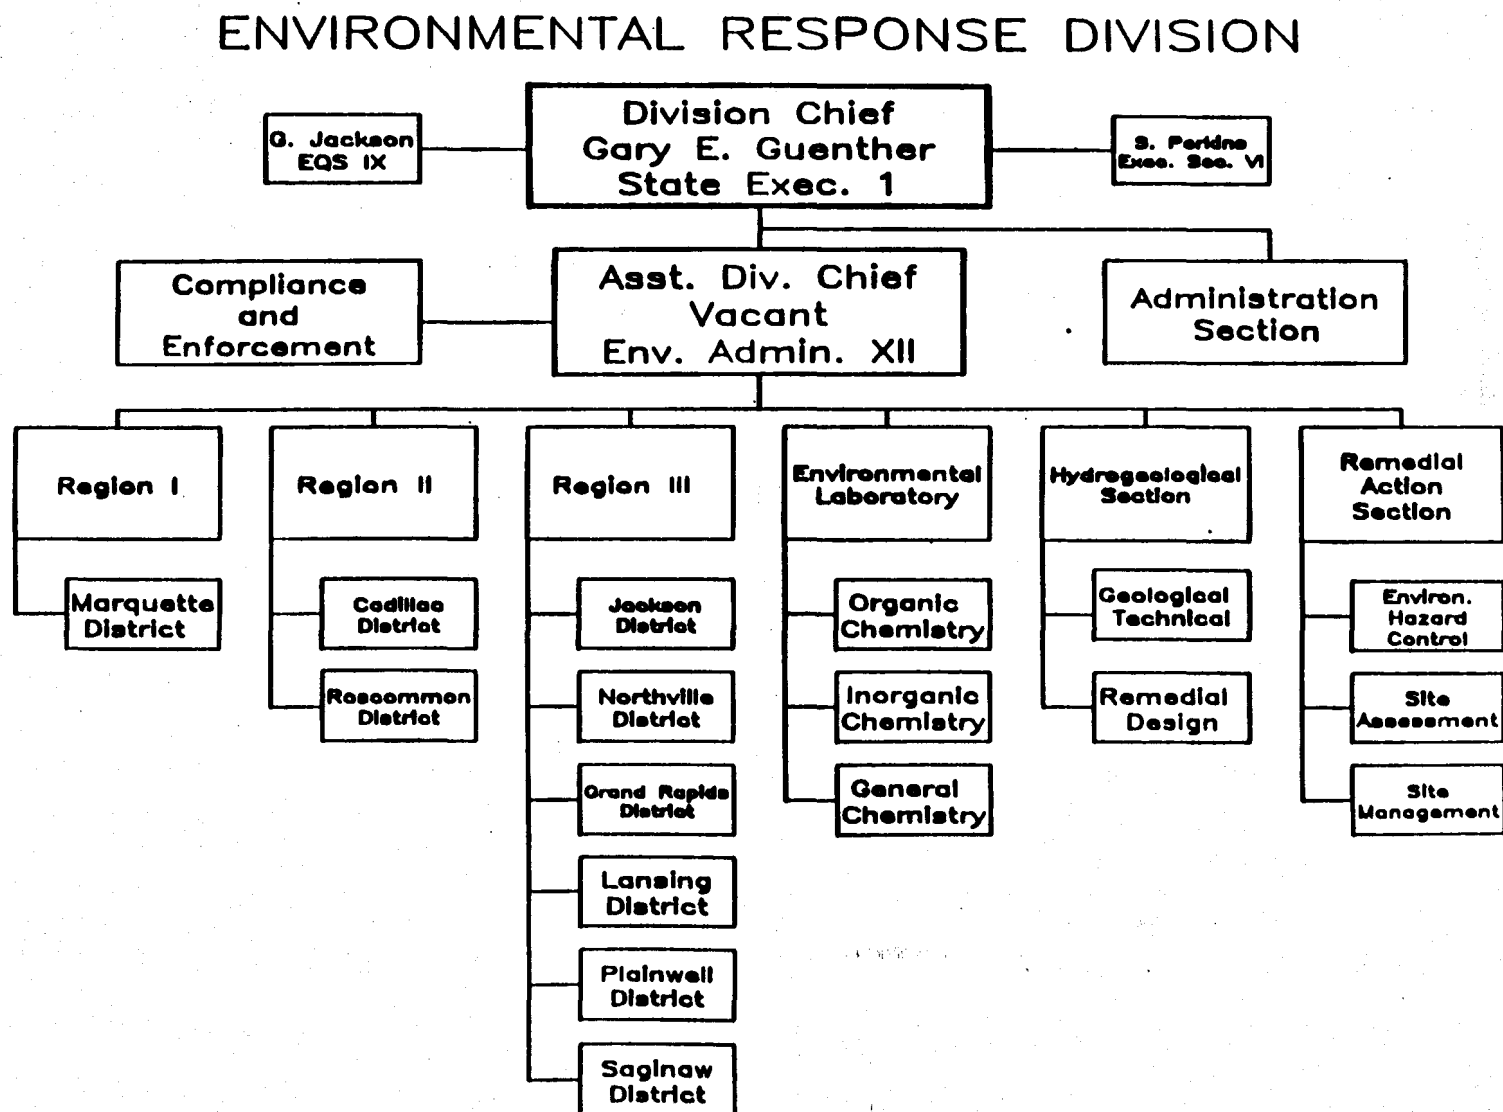 ENVIRONMENTAL RESPONSE DIVISION
G. Jackson
EQS IX
Division Chief
Gary E. Guenther
State Exec. 1
S. Perkins
Exec. Sec. VI
Compliance
and
Enforcement
Asst. Div. Chief
Vacant
Env. Admin. XII
Administration
Section
Region I
Region II
Region III
Environmental
Laboratory
Hydrogeological
Section
Remedial
Action
Section
Marquette
District
Cadillac
District
Roscommon
District
Jackson
District
Northville
District
Grand Rapids
District
Lansing
District
Plainwell
District
Saginaw
District
Organic
Chemistry
Inorganic
Chemistry
General
Chemistry
Geological
Technical
Remedial
Design
Environ.
Hazard
Control
Site
Assessment
Site
Management